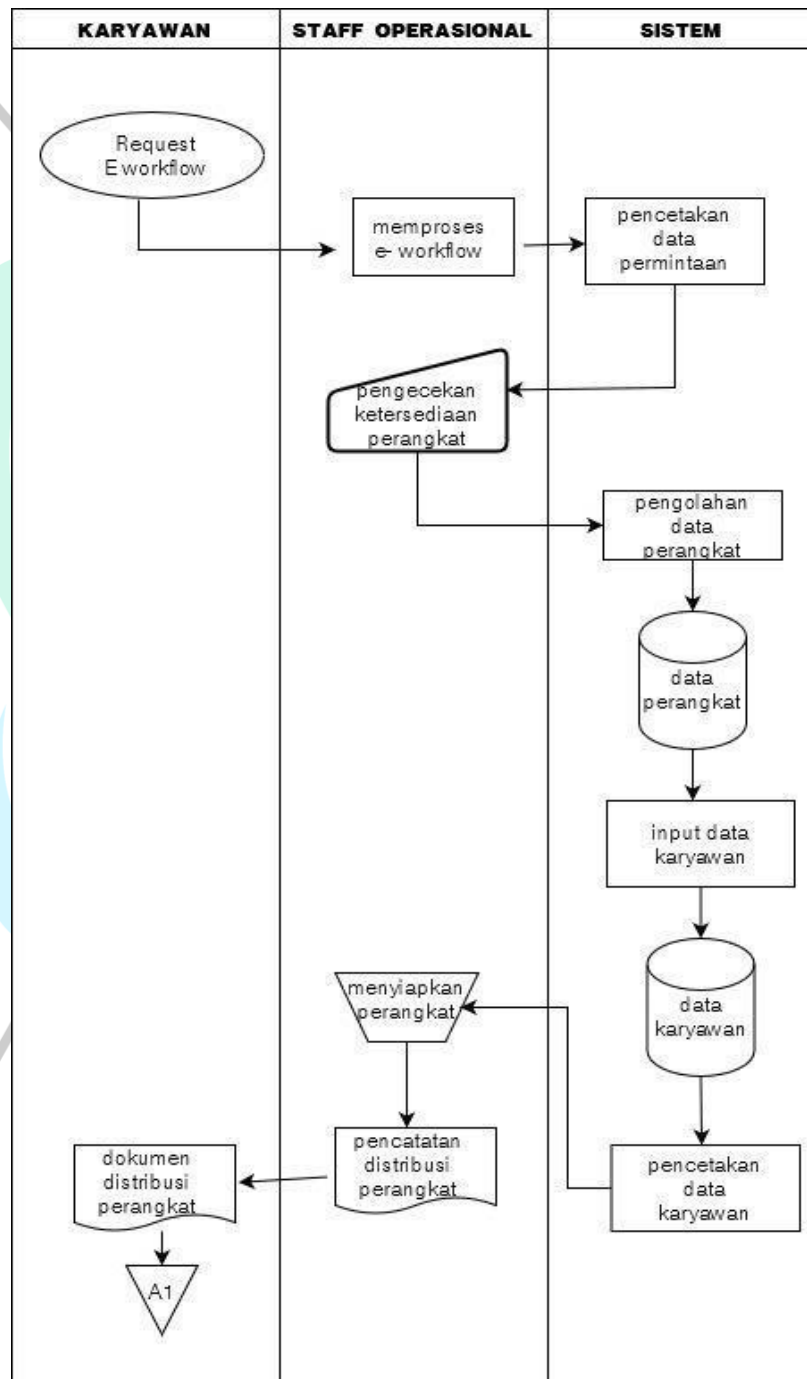 KARYAWAN
STAFF OPERASIONAL
SISTEM
Request
E workflow
memproses
e- workflow
pencetakan
data
permintaan
pengecekan
ketersediaan
perangkat
pengolahan
data
perangkat
data
perangkat
input data
karyawan
data
karyawan
pencetakan
data
karyawan
menyiapkan
perangkat
pencatatan
distribusi
perangkat
dokumen
distribusi
perangkat
A1